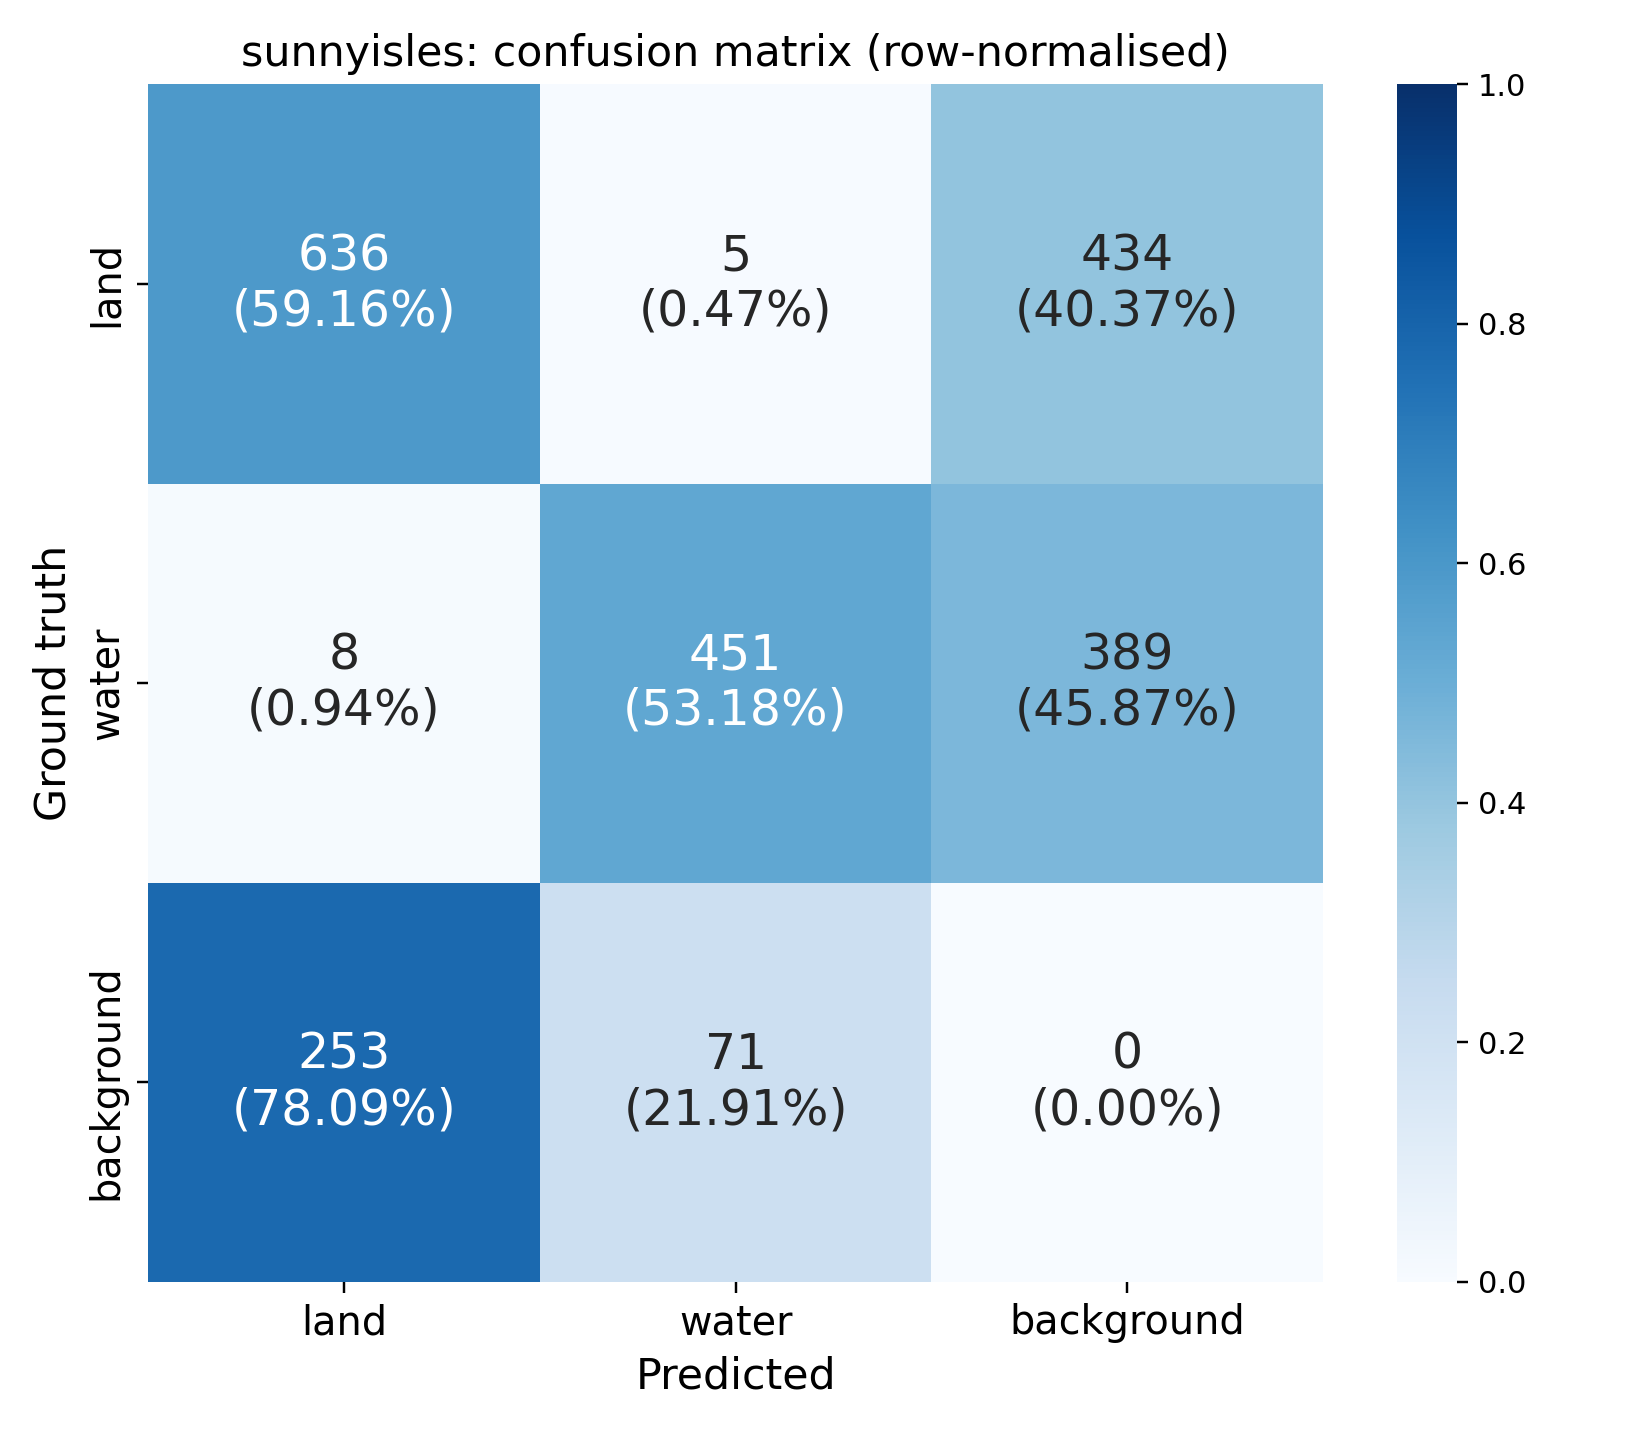 sunnyisles: confusion matrix (row-normalised)
1.0
636
(59.16%)
5
(0.47%)
434
(40.37%)
land
0.8
0.6
8
(0.94%)
451
(53.18%)
389
(45.87%)
water
Ground truth
0.4
253
(78.09%)
71
(21.91%)
0
(0.00%)
background
0.2
0.0
land
water
background
Predicted